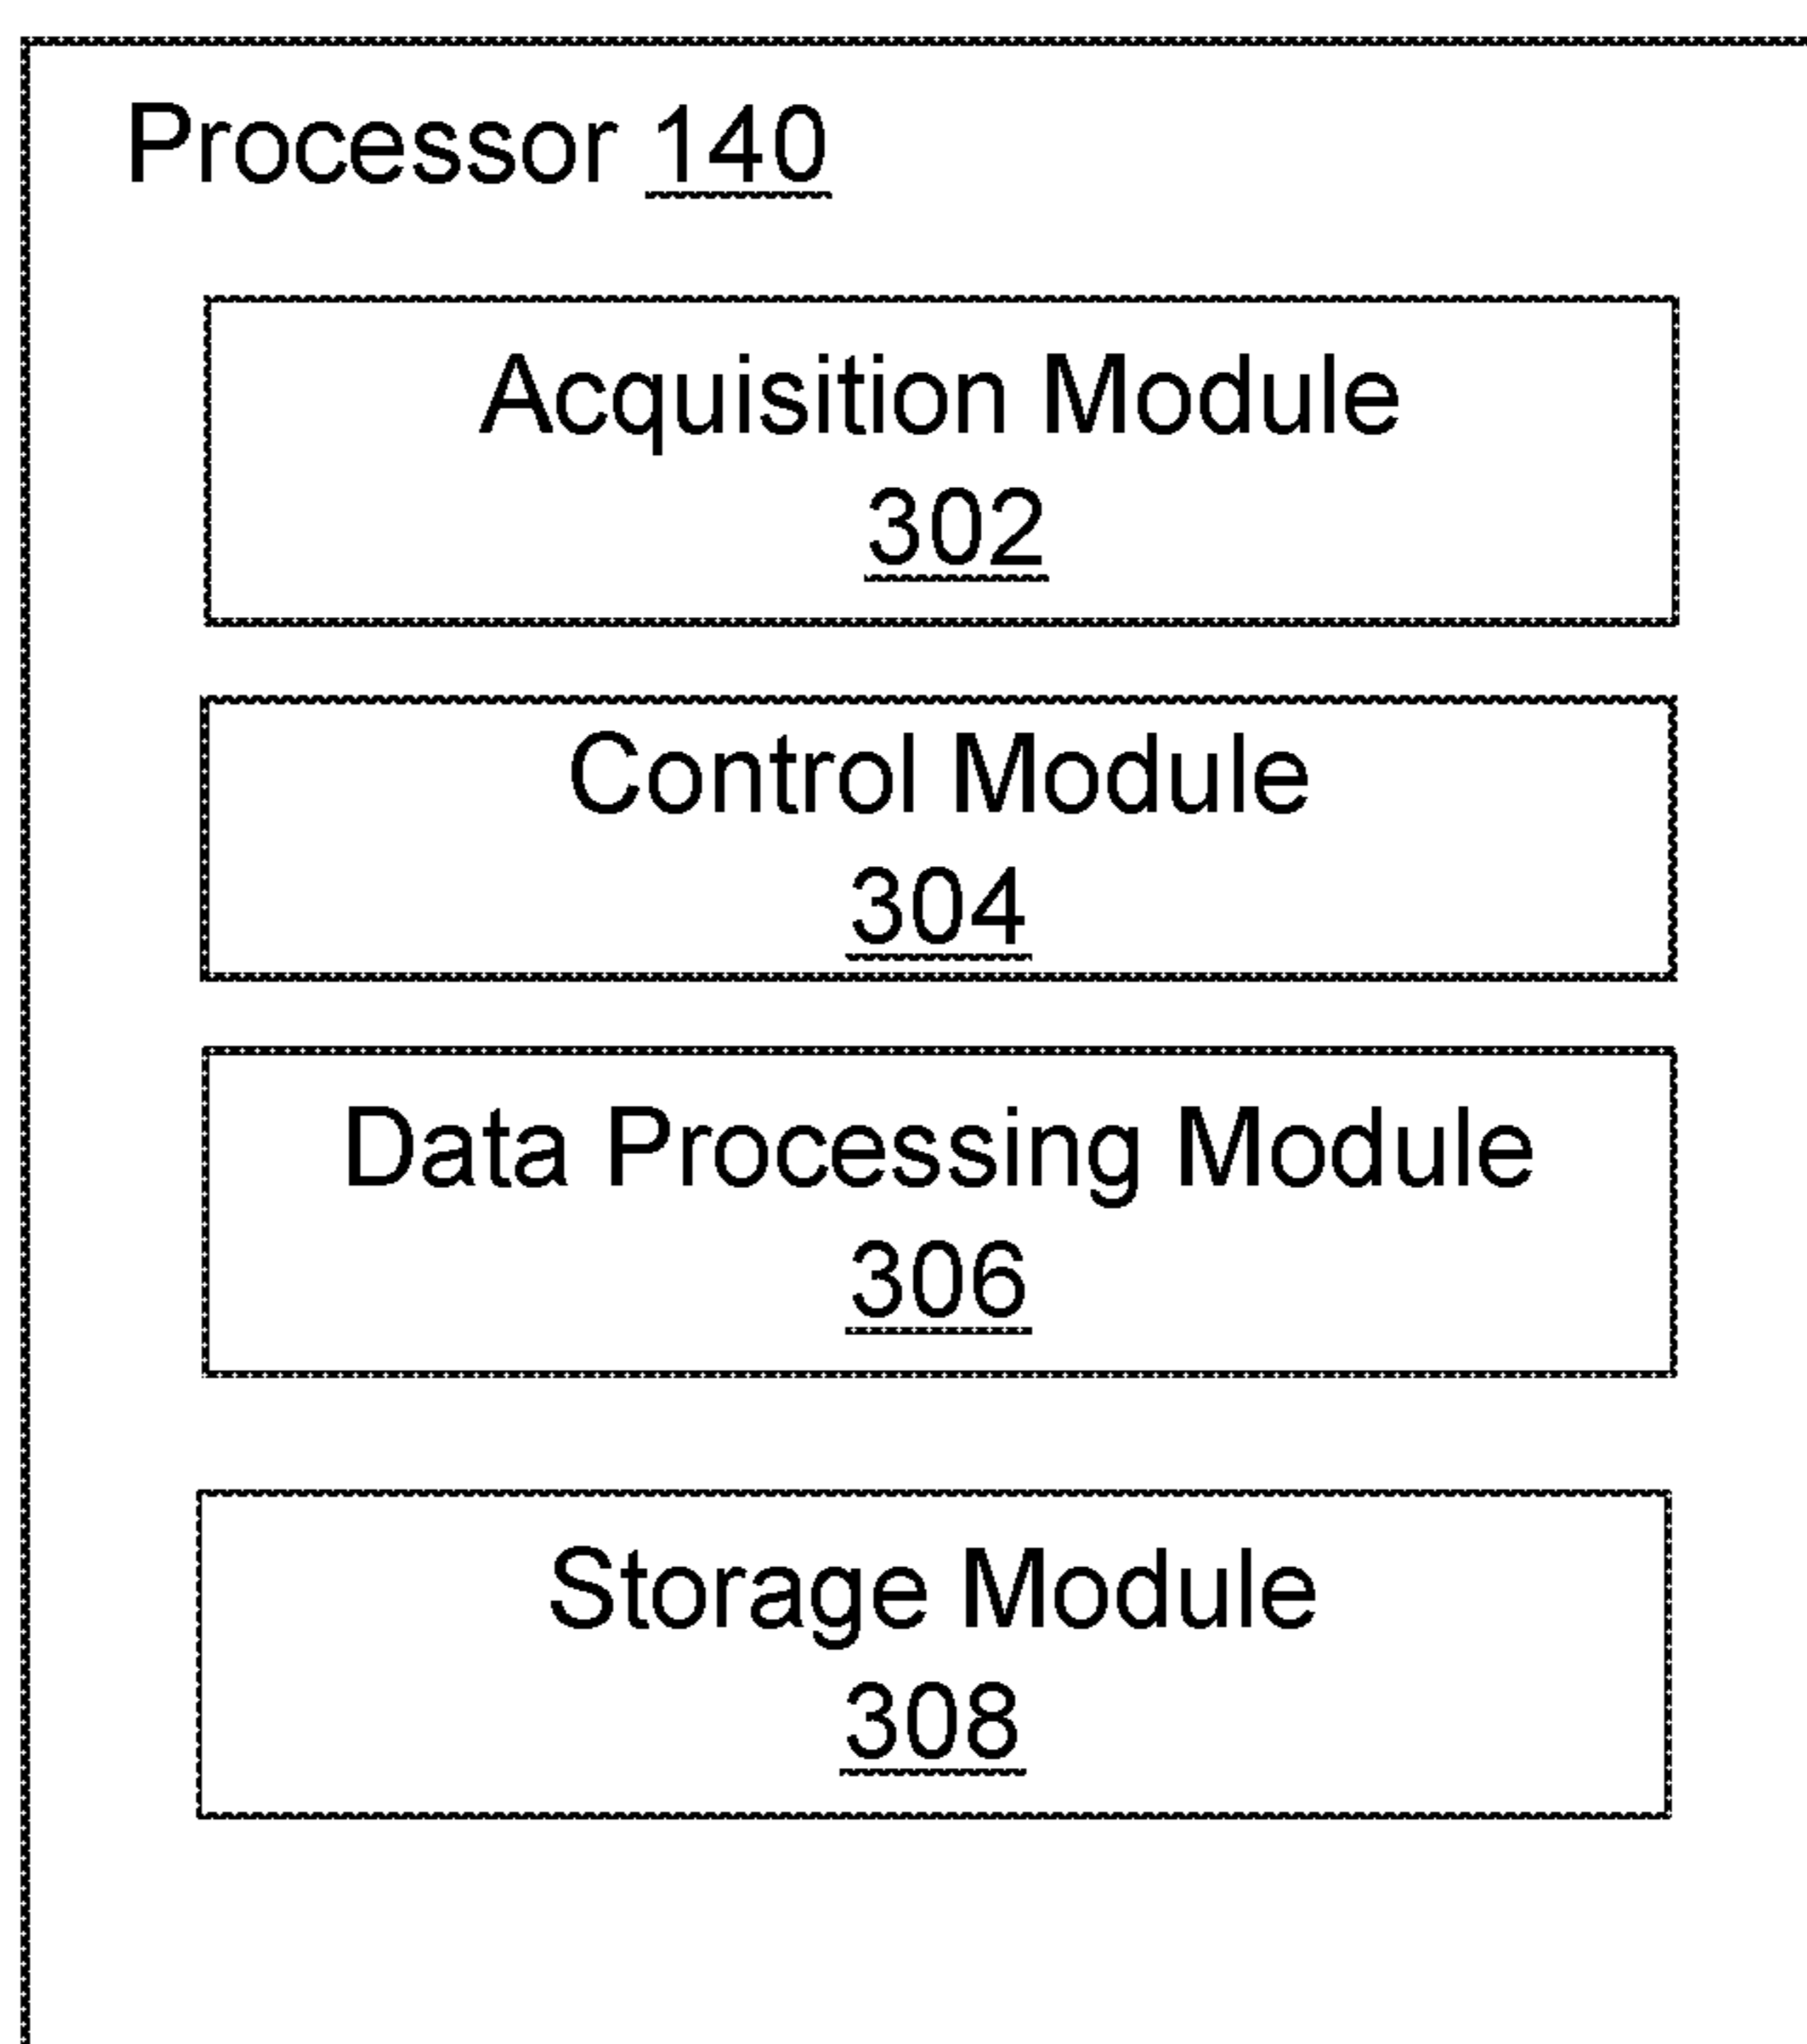 Processor 140
Acquisition Module
302
Control Module
304
Data Processing Module
306
Storage Module
308